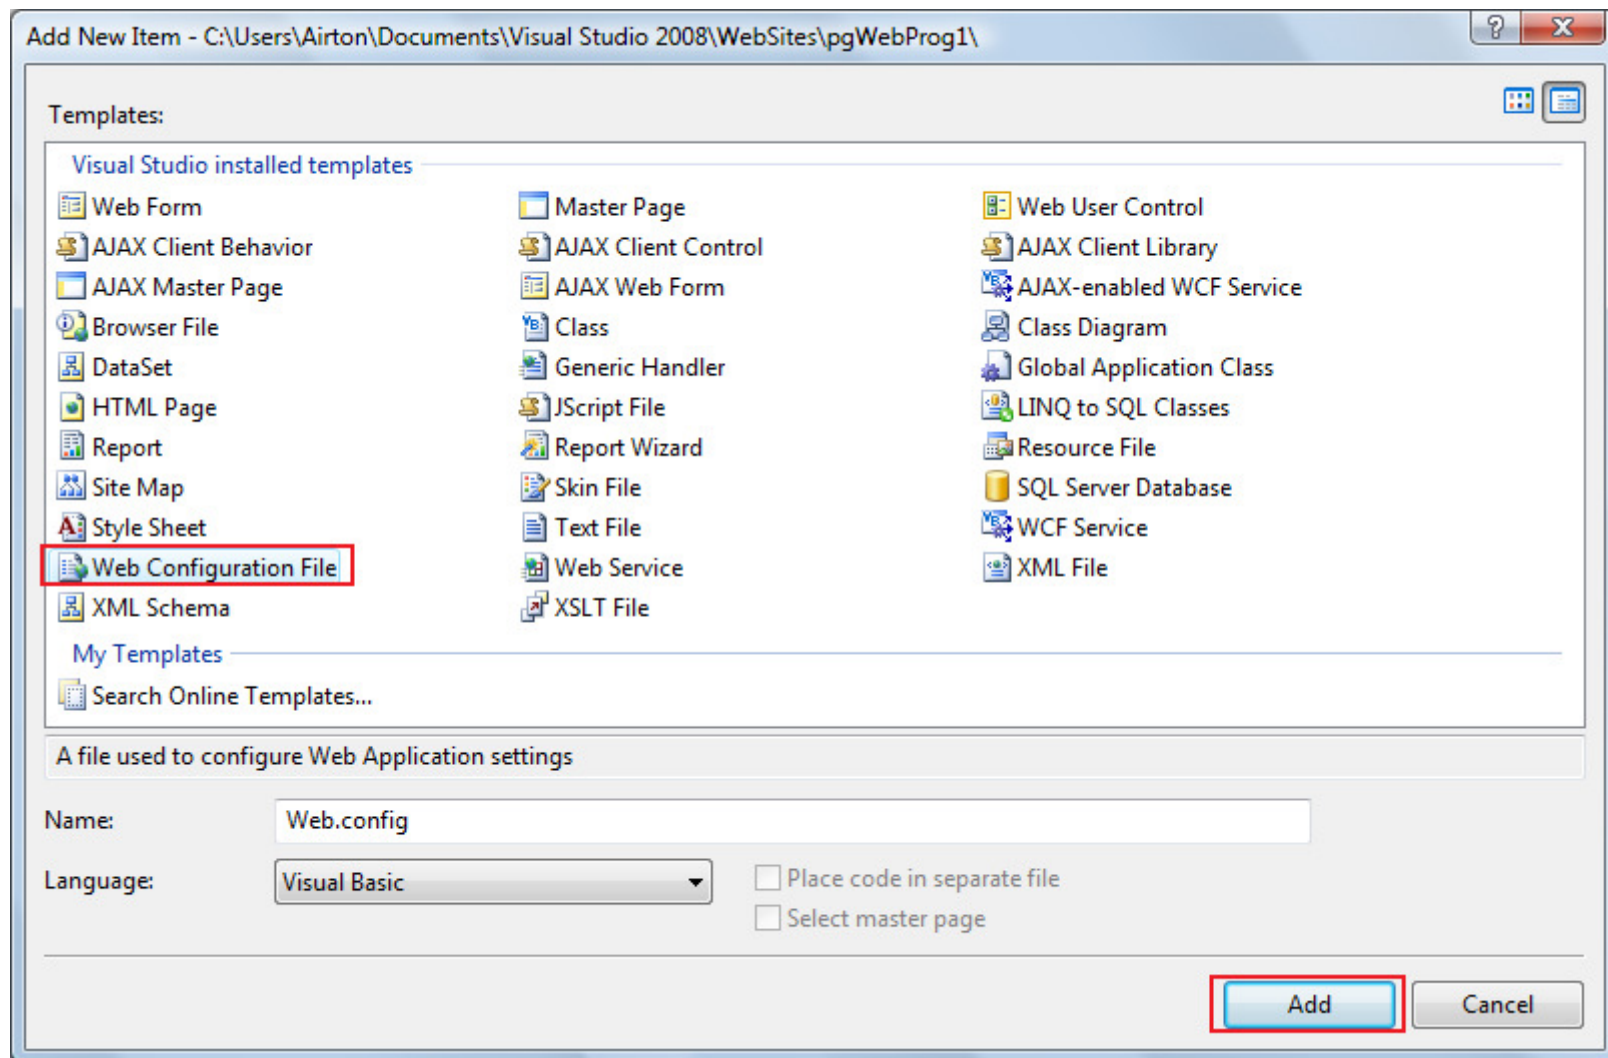 Add New Item - C:\Users\Airton\Documents\Visual Studio 2008\WebSites\pgWebProg1\
Templates:
Visual Studio installed templates
Web Form
Master Page
Web User Control
AJAX Client Behavior
AJAX Client Control
AJAX Client Library
AJAX Master Page
AJAX Web Form
AJAX-enabled WCF Service
Browser File
Class
Class Diagram
DataSet
Generic Handler
Global Application Class
HTML Page
JScript File
LINQ to SQL Classes
Report
Report Wizard
Resource File
Site Map
Skin File
SQL Server Database
Style Sheet
Text File
WCF Service
Web Configuration File
Web Service
XML File
XML Schema
XSLT File
My Templates
Search Online Templates...
A file used to configure Web Application settings
Name:
Web.config
Language:
Visual Basic
Place code in separate file
Select master page
Add
Cancel